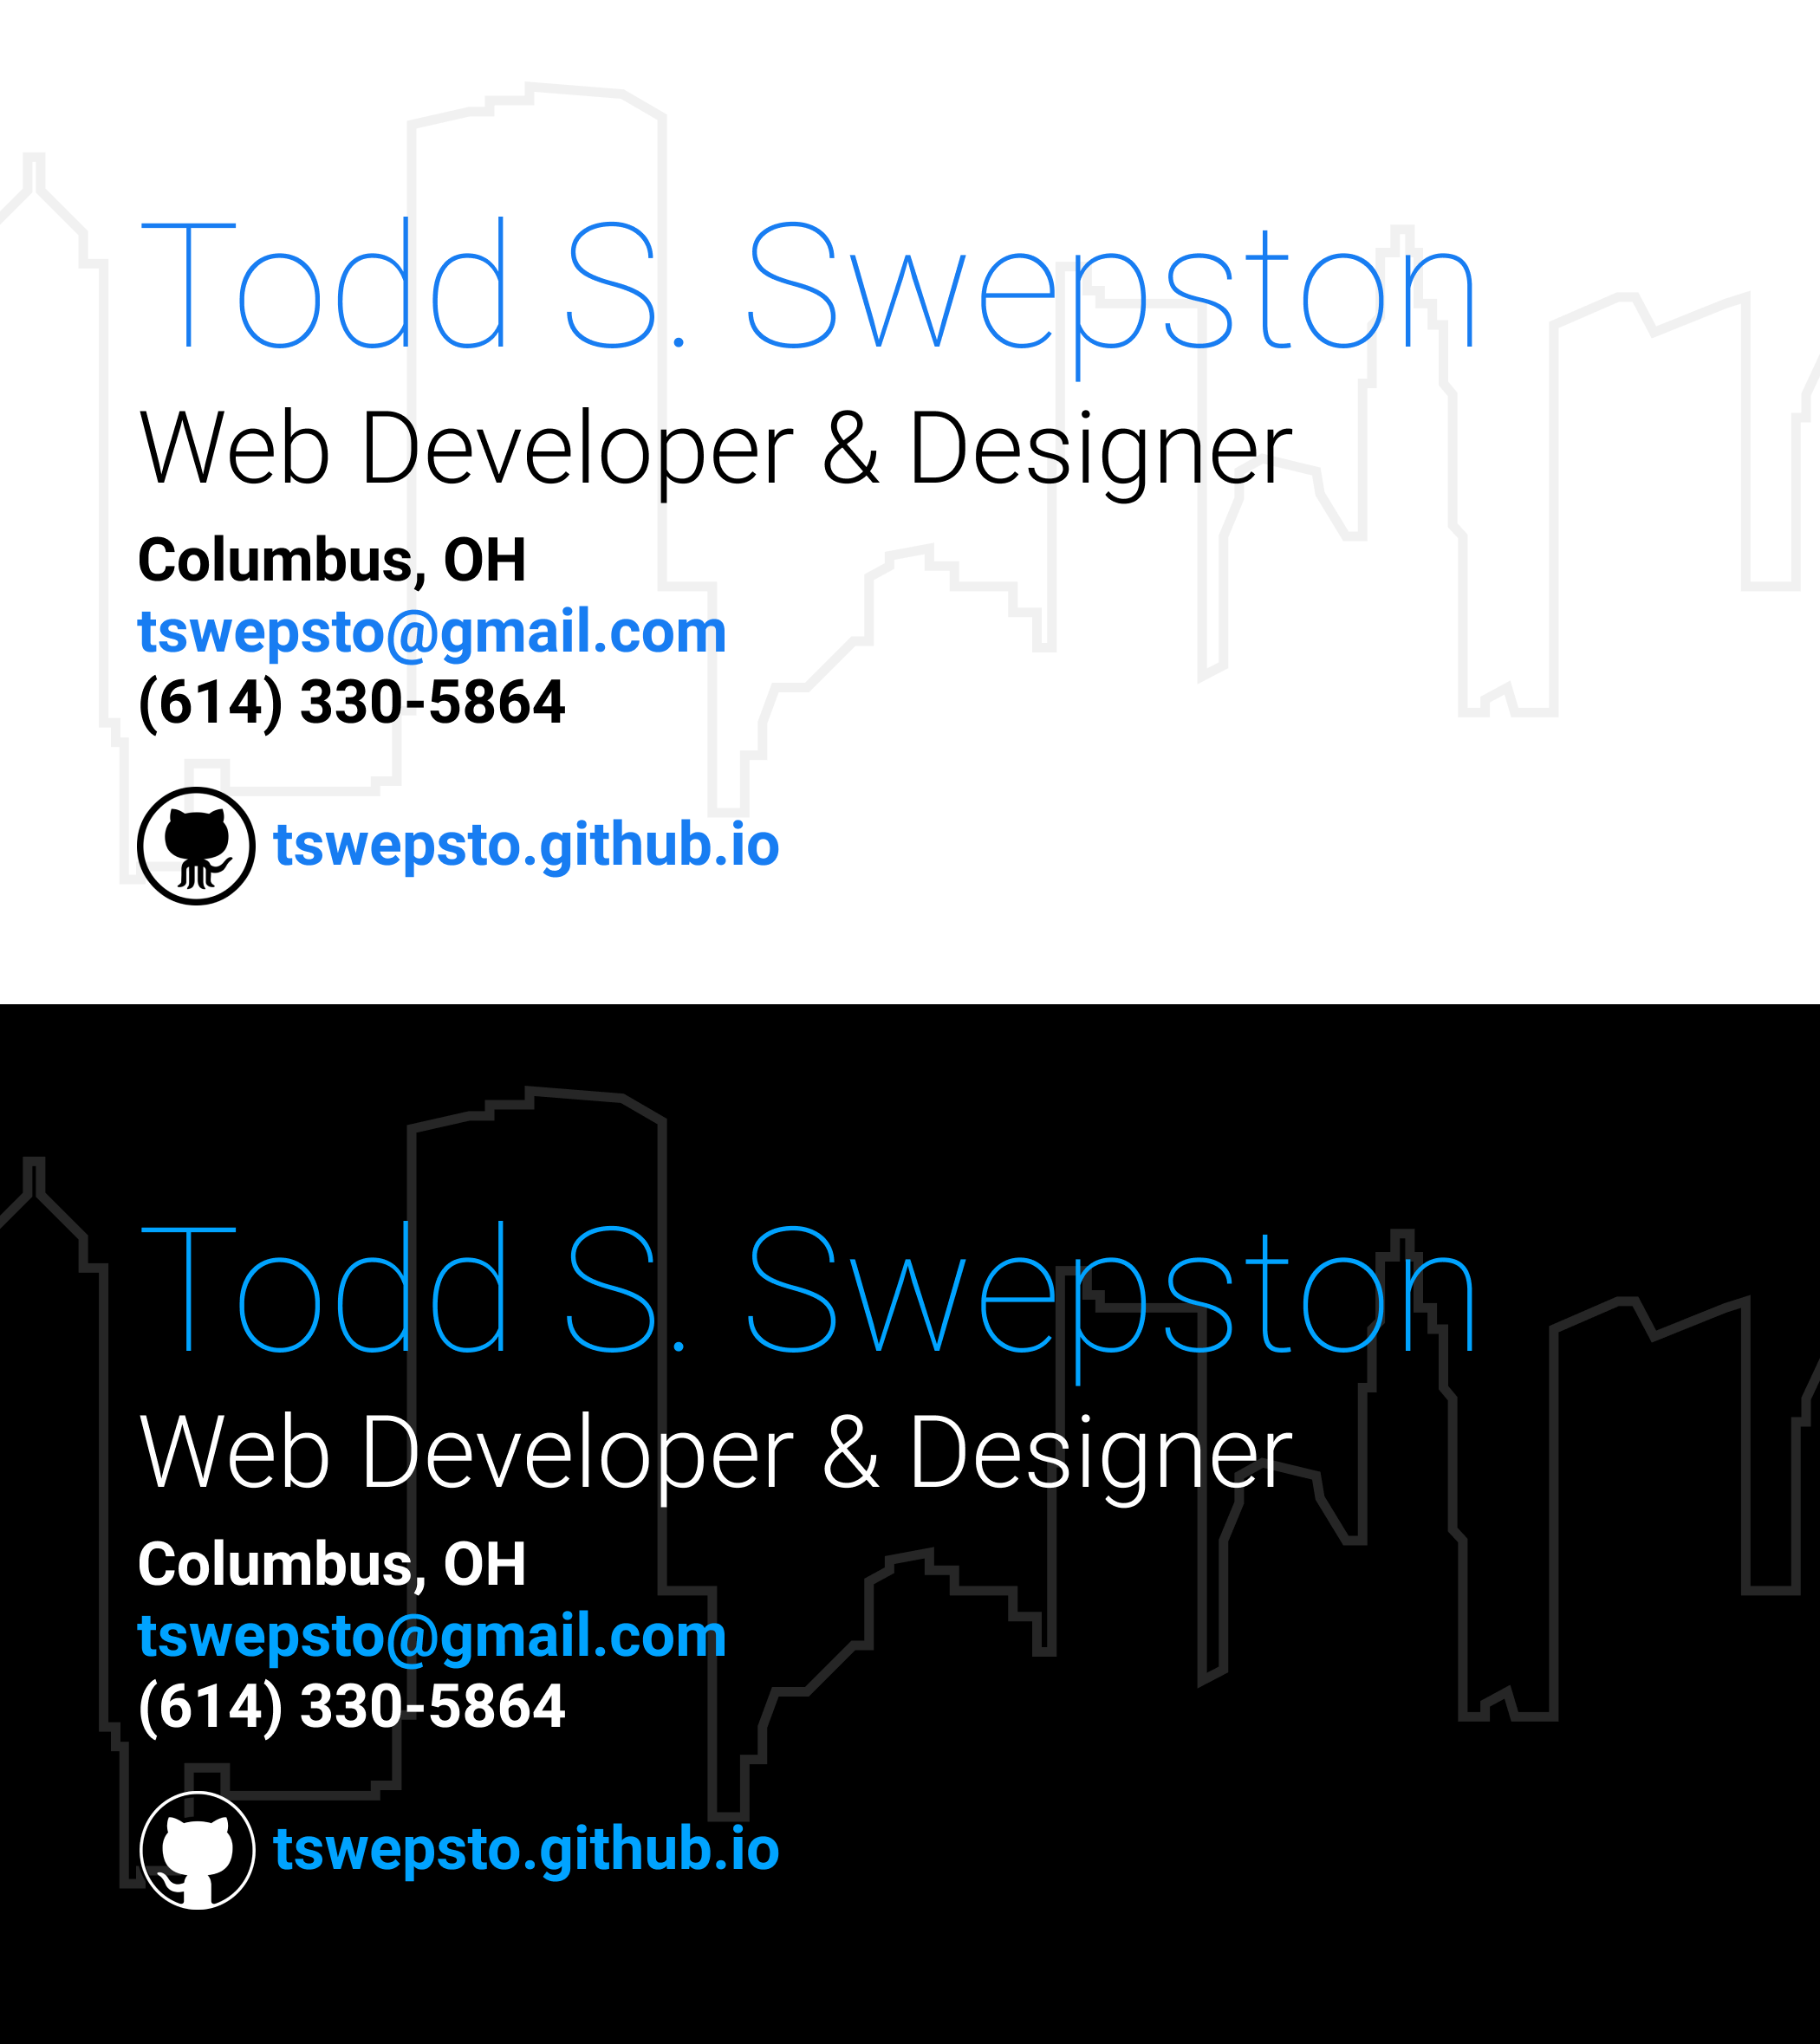 Todd S. Swepston
Web Developer & Designer
Columbus, OH
tswepsto@gmail.com
(614) 330-5864
tswepsto.github.io
Todd S. Swepston
Web Developer & Designer
Columbus, OH
tswepsto@gmail.com
(614) 330-5864
tswepsto.github.io